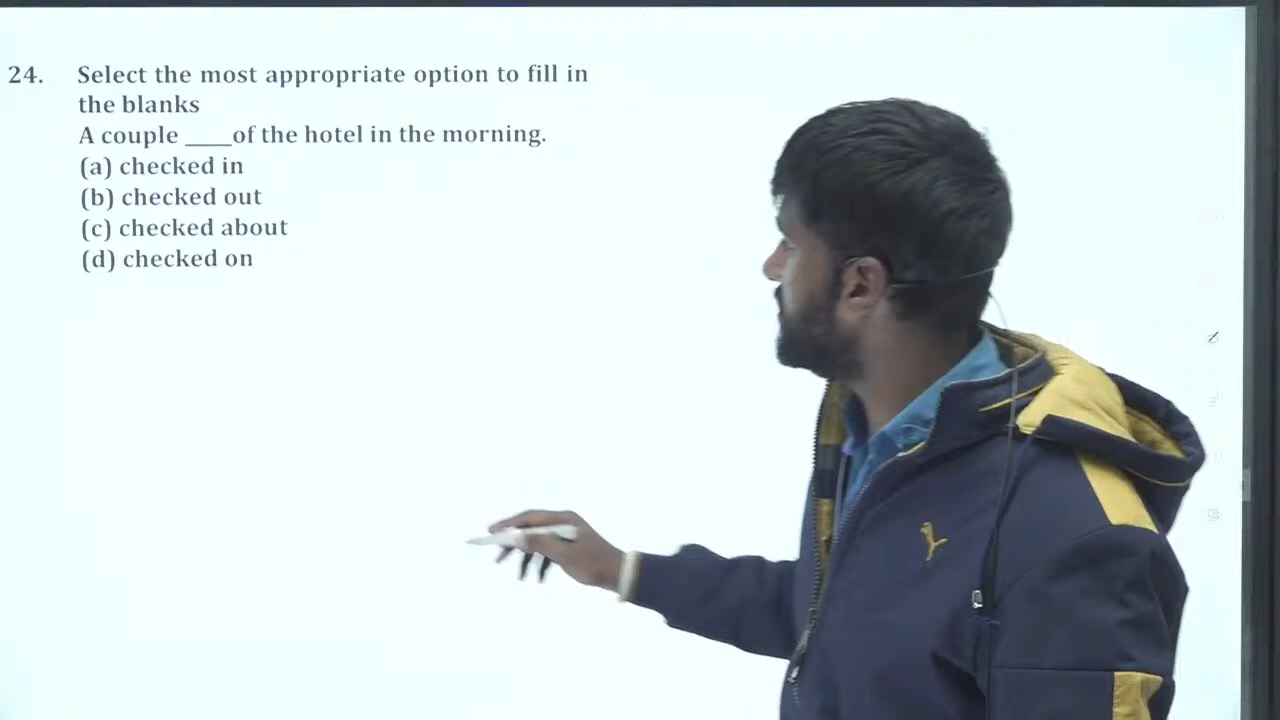 24. Select the most appropriate option to fill in
the blanks
A couple ____of the hotel in the morning.
(a) checked in
(b) checked out
(c) checked about
(d) checked on